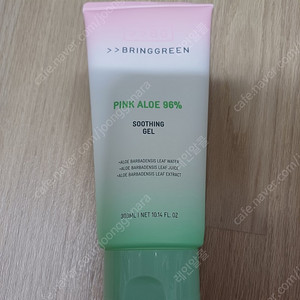 >>BRINGGREEN
PINK ALOE 96%
SOOTHING
GEL
+ALOE BARBADENSIS LEAF WATER
+ALOE BARBADENSIS LEAF JUICE
+ALOE BARBADENSIS LEAF EXTRACT
300ML | NET 10.14 FL. OZ